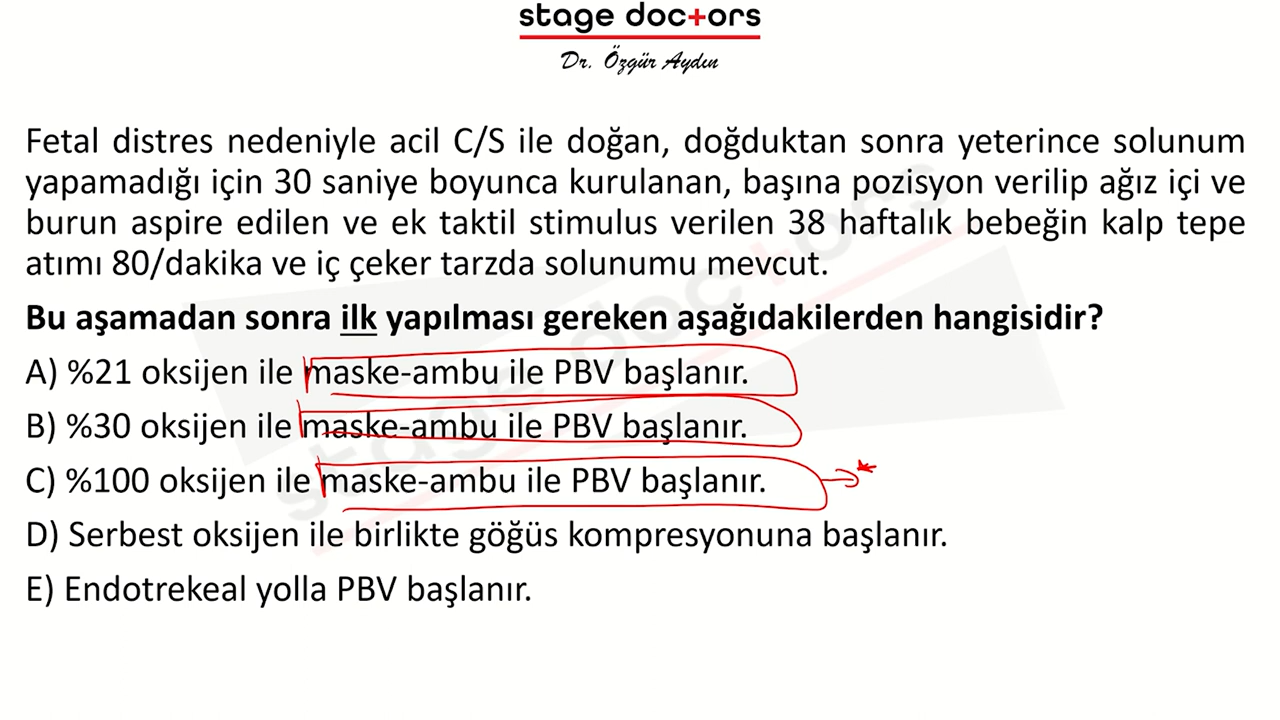 stage doctors
Dr. Özgür Aydın
Fetal distres nedeniyle acil C/S ile doğan, doğduktan sonra yeterince solunum
yapamadığı için 30 saniye boyunca kurulanan, başına pozisyon verilip ağız içi ve
burun aspire edilen ve ek taktil stimulus verilen 38 haftalık bebeğin kalp tepe
atımı 80/dakika ve iç çeker tarzda solunumu mevcut.
Bu aşamadan sonra ilk yapılması gereken aşağıdakilerden hangisidir?
A) %21 oksijen ile maske-ambu ile PBV başlanır.
B) %30 oksijen ile maske-ambu ile PBV başlanır.
C) %100 oksijen ile maske-ambu ile PBV başlanır.
D) Serbest oksijen ile birlikte göğüs kompresyonuna başlanır.
E) Endotrekeal yolla PBV başlanır.
stage doctors